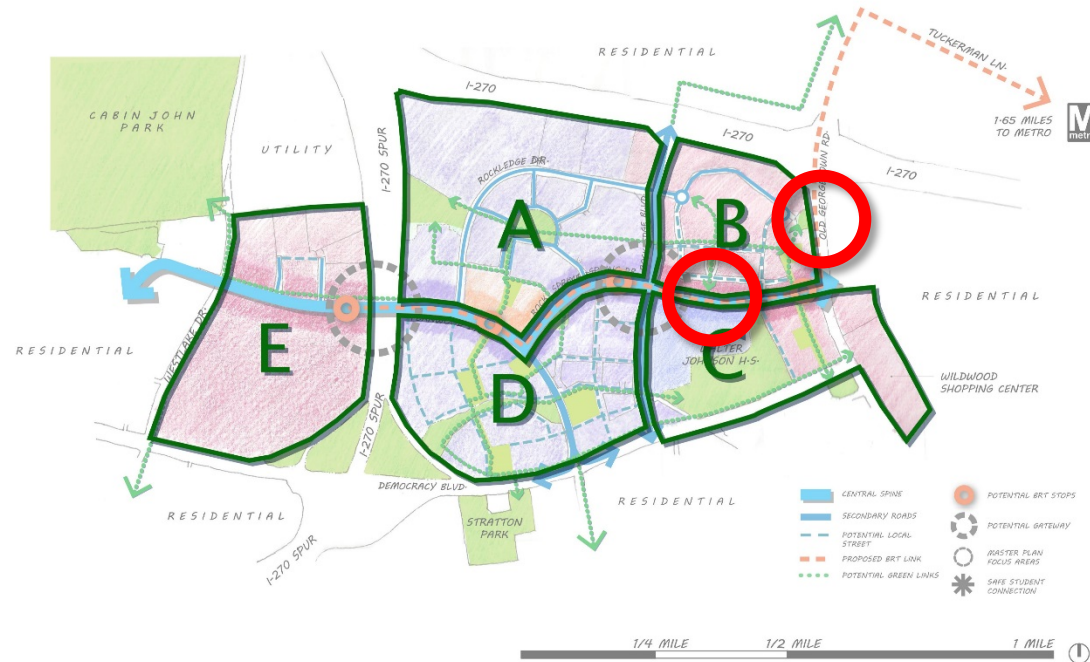 RESIDENTIAL
TUCKERMAN LN.
I-270
CABIN JOHN
PARK
UTILITY
I-270 SPUR
I-270
1.65 MILES
TO METRO
M
metro
ROCKLEDGE DR.
I-270
OLD GEORGETOWN RD.
A
B
RESIDENTIAL
E
WESTLAKE DR.
RESIDENTIAL
C
JOHNSON H.S.
D
WILDWOOD
SHOPPING CENTER
I-270 SPUR
DEMOCRACY BLVD.
RESIDENTIAL
RESIDENTIAL
STRATTON
PARK
I-270 SPUR
CENTRAL SPINE
SECONDARY ROADS
POTENTIAL LOCAL
STREET
PROPOSED BRT LINK
POTENTIAL GREEN LINKS
POTENTIAL BRT STOPS
POTENTIAL GATEWAY
MASTER PLAN
FOCUS AREAS
SAFE STUDENT
CONNECTION
1/4 MILE
1/2 MILE
1 MILE